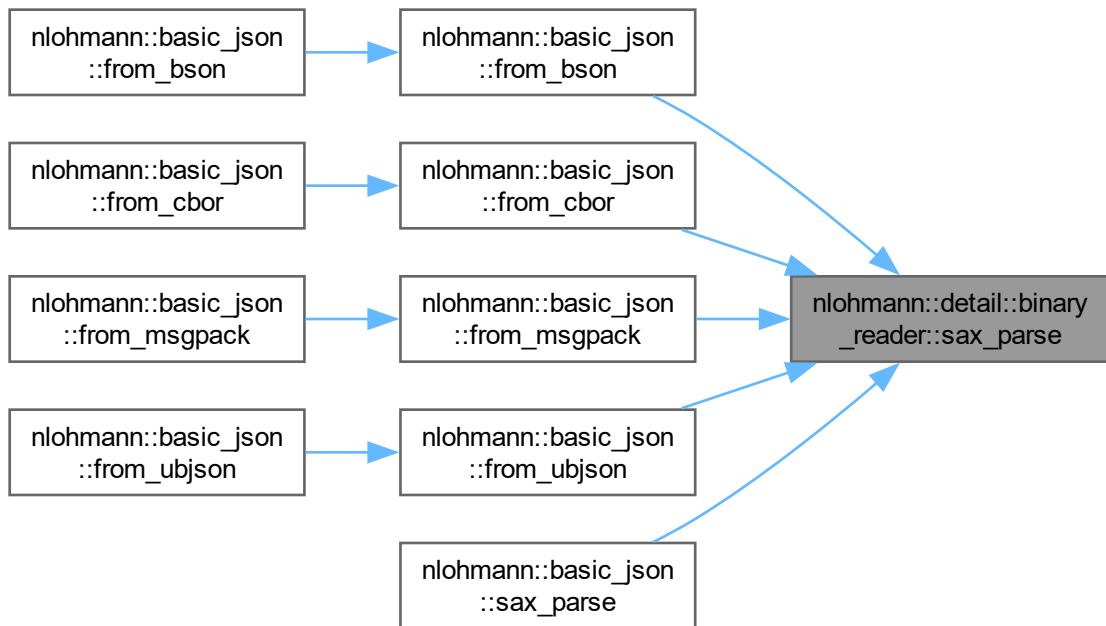 nlohmann::basic_json
::from_bson
nlohmann::basic_json
::from_bson
nlohmann::basic_json
::from_cbor
nlohmann::basic_json
::from_cbor
nlohmann::basic_json
::from_msgpack
nlohmann::basic_json
::from_msgpack
nlohmann::detail::binary
_reader::sax_parse
nlohmann::basic_json
::from_ubjson
nlohmann::basic_json
::from_ubjson
nlohmann::basic_json
::sax_parse